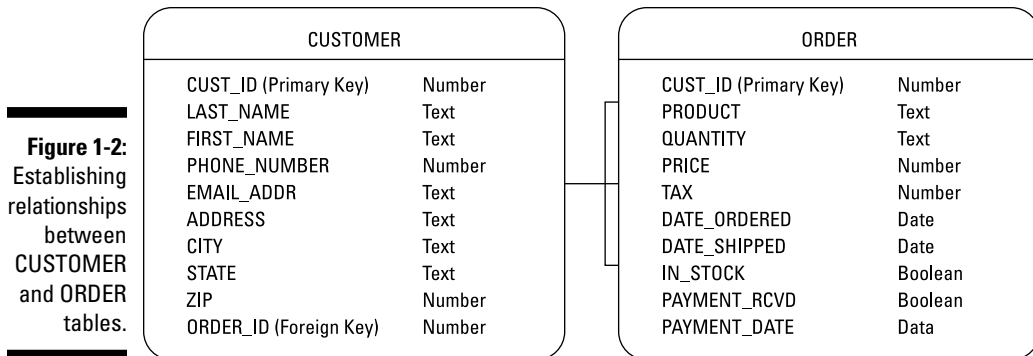 Figure 1-2:
Establishing
relationships
between
CUSTOMER
and ORDER
tables.
CUSTOMER
CUST_ID (Primary Key) Number
LAST_NAME Text
FIRST_NAME Text
PHONE_NUMBER Number
EMAIL_ADDR Text
ADDRESS Text
CITY Text
STATE Text
ZIP Number
ORDER_ID (Foreign Key) Number
ORDER
CUST_ID (Primary Key) Number
PRODUCT Text
QUANTITY Text
PRICE Number
TAX Number
DATE_ORDERED Date
DATE_SHIPPED Date
IN_STOCK Boolean
PAYMENT_RCVD Boolean
PAYMENT_DATE Data